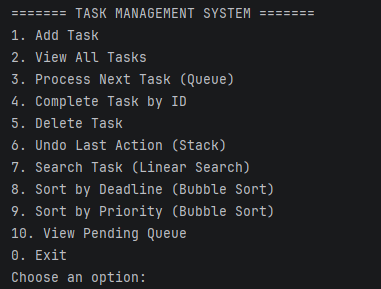 ======= TASK MANAGEMENT SYSTEM =======
1. Add Task
2. View All Tasks
3. Process Next Task (Queue)
4. Complete Task by ID
5. Delete Task
6. Undo Last Action (Stack)
7. Search Task (Linear Search)
8. Sort by Deadline (Bubble Sort)
9. Sort by Priority (Bubble Sort)
10. View Pending Queue
0. Exit
Choose an option: